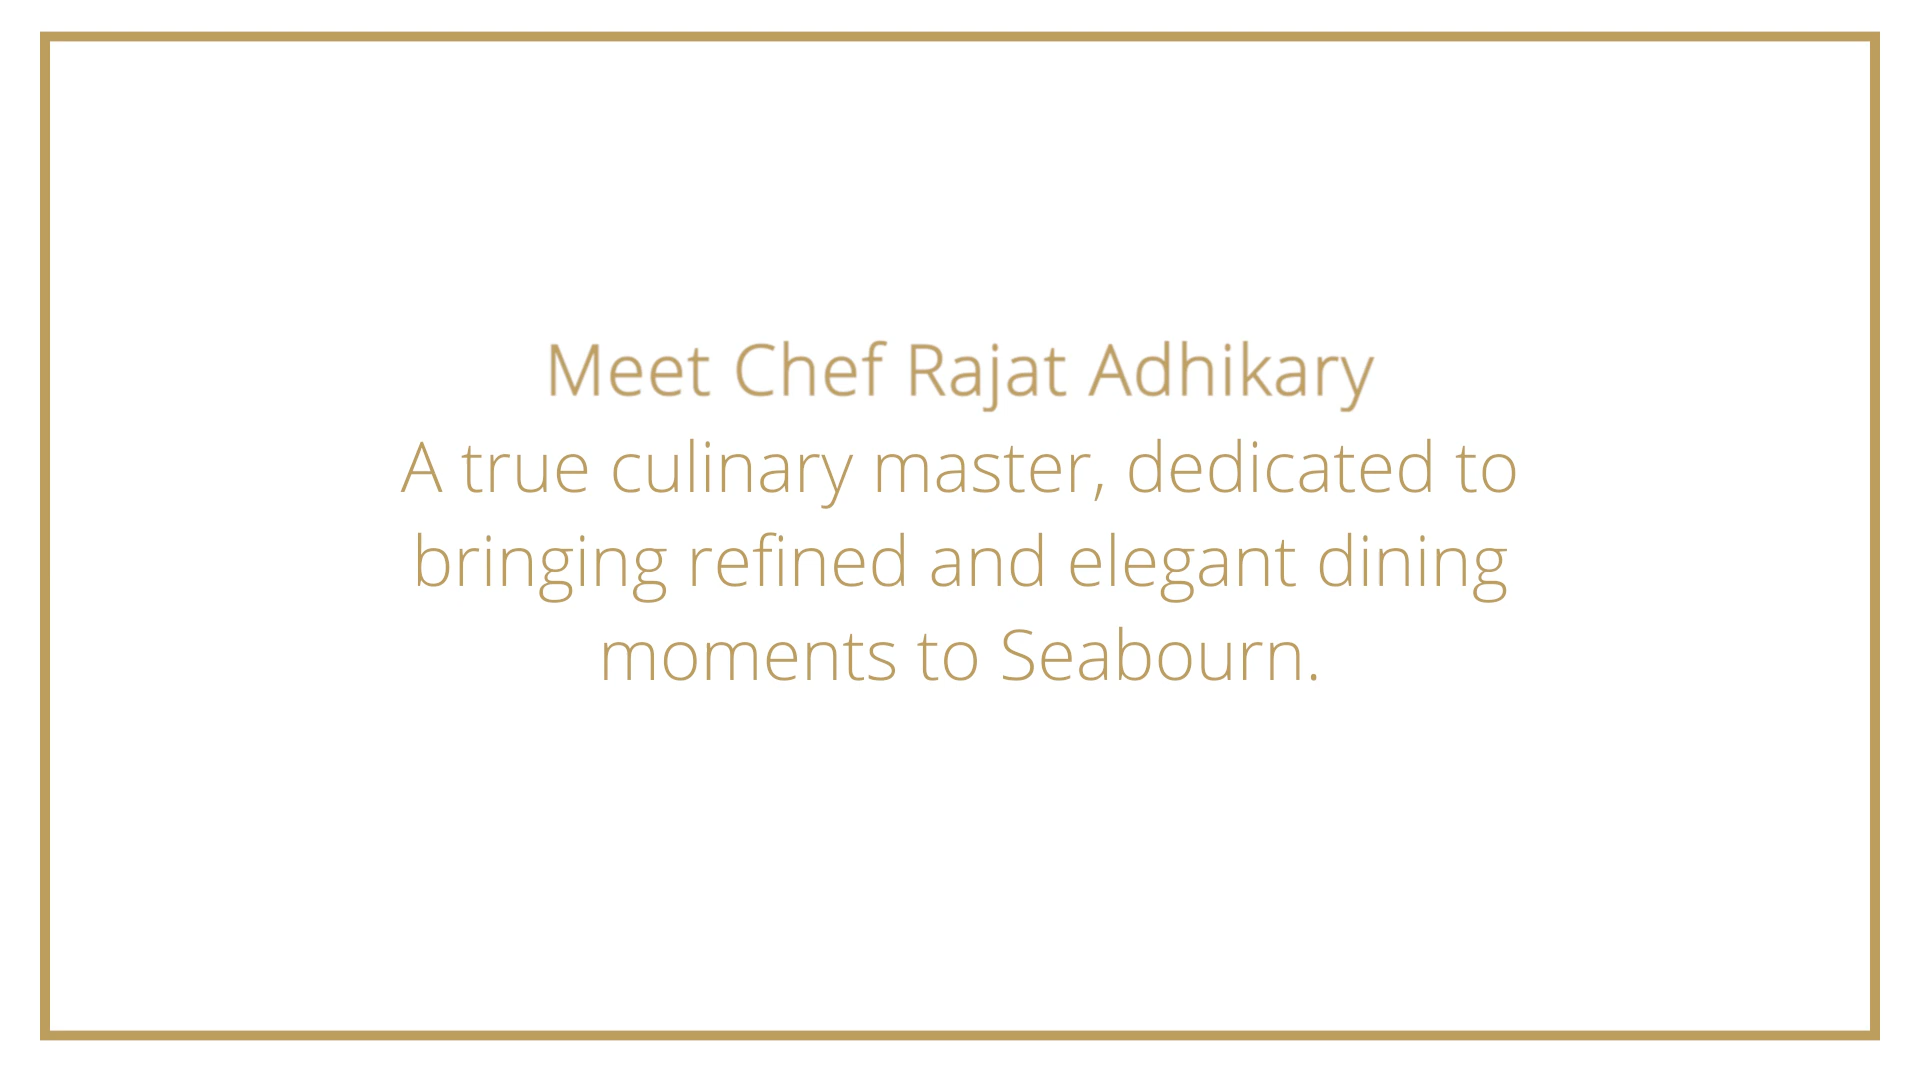 Meet Chef Rajat Adhikary
A true culinary master, dedicated to
bringing refined and elegant dining
moments to Seabourn.